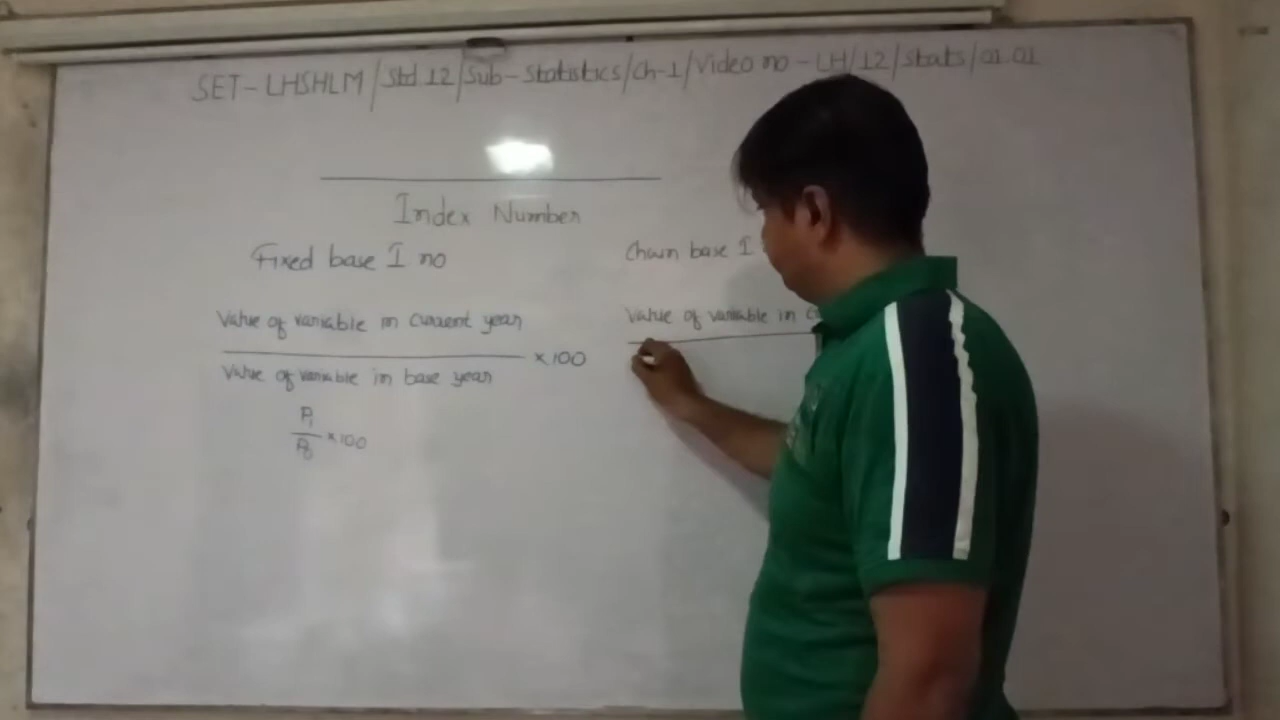 SET-LHSHLM/Std 12/Sub-Statistics/Ch-1/Video no-LH/12/Stats/01.01
Index Number
Fixed base I no
Chain base I
Value of variable in Current year
Value of variable in base year
×100
P₁
P₀
×100
Value of variable in C